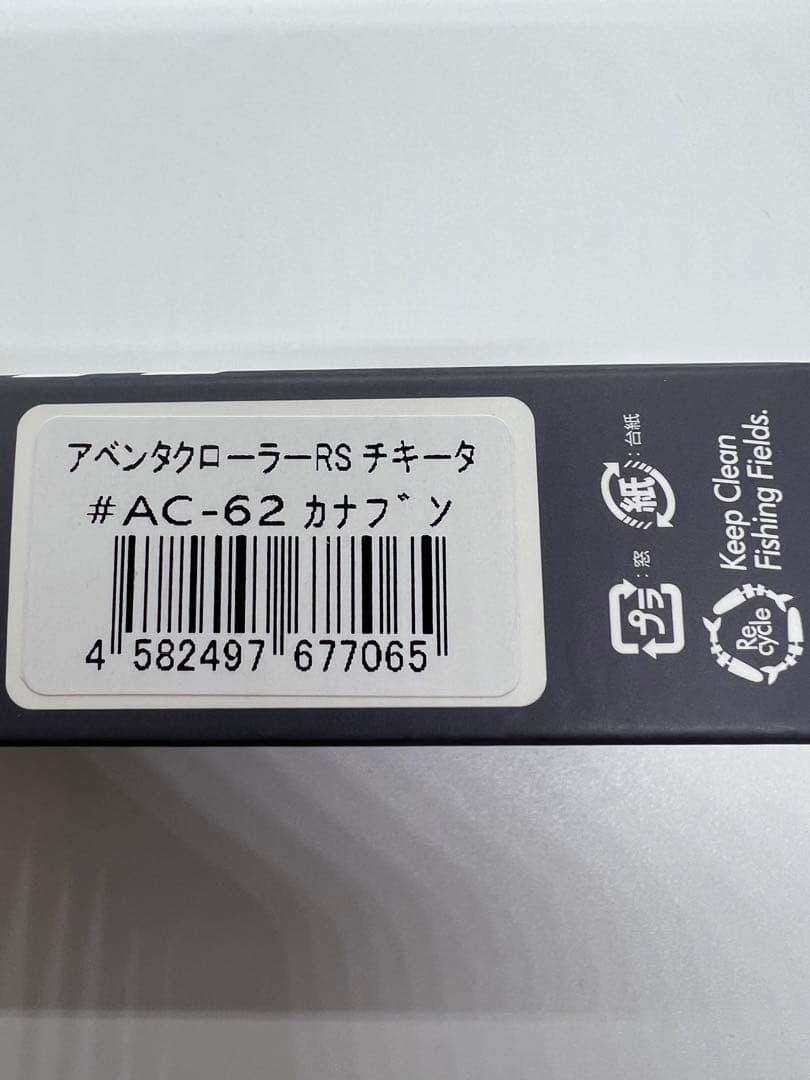 アベンタクローラーRS チキータ
#AC-62 カナブン
4 582497 677065
プラ : 窓
紙 : 台紙
Re cycle
Keep Clean
Fishing Fields.